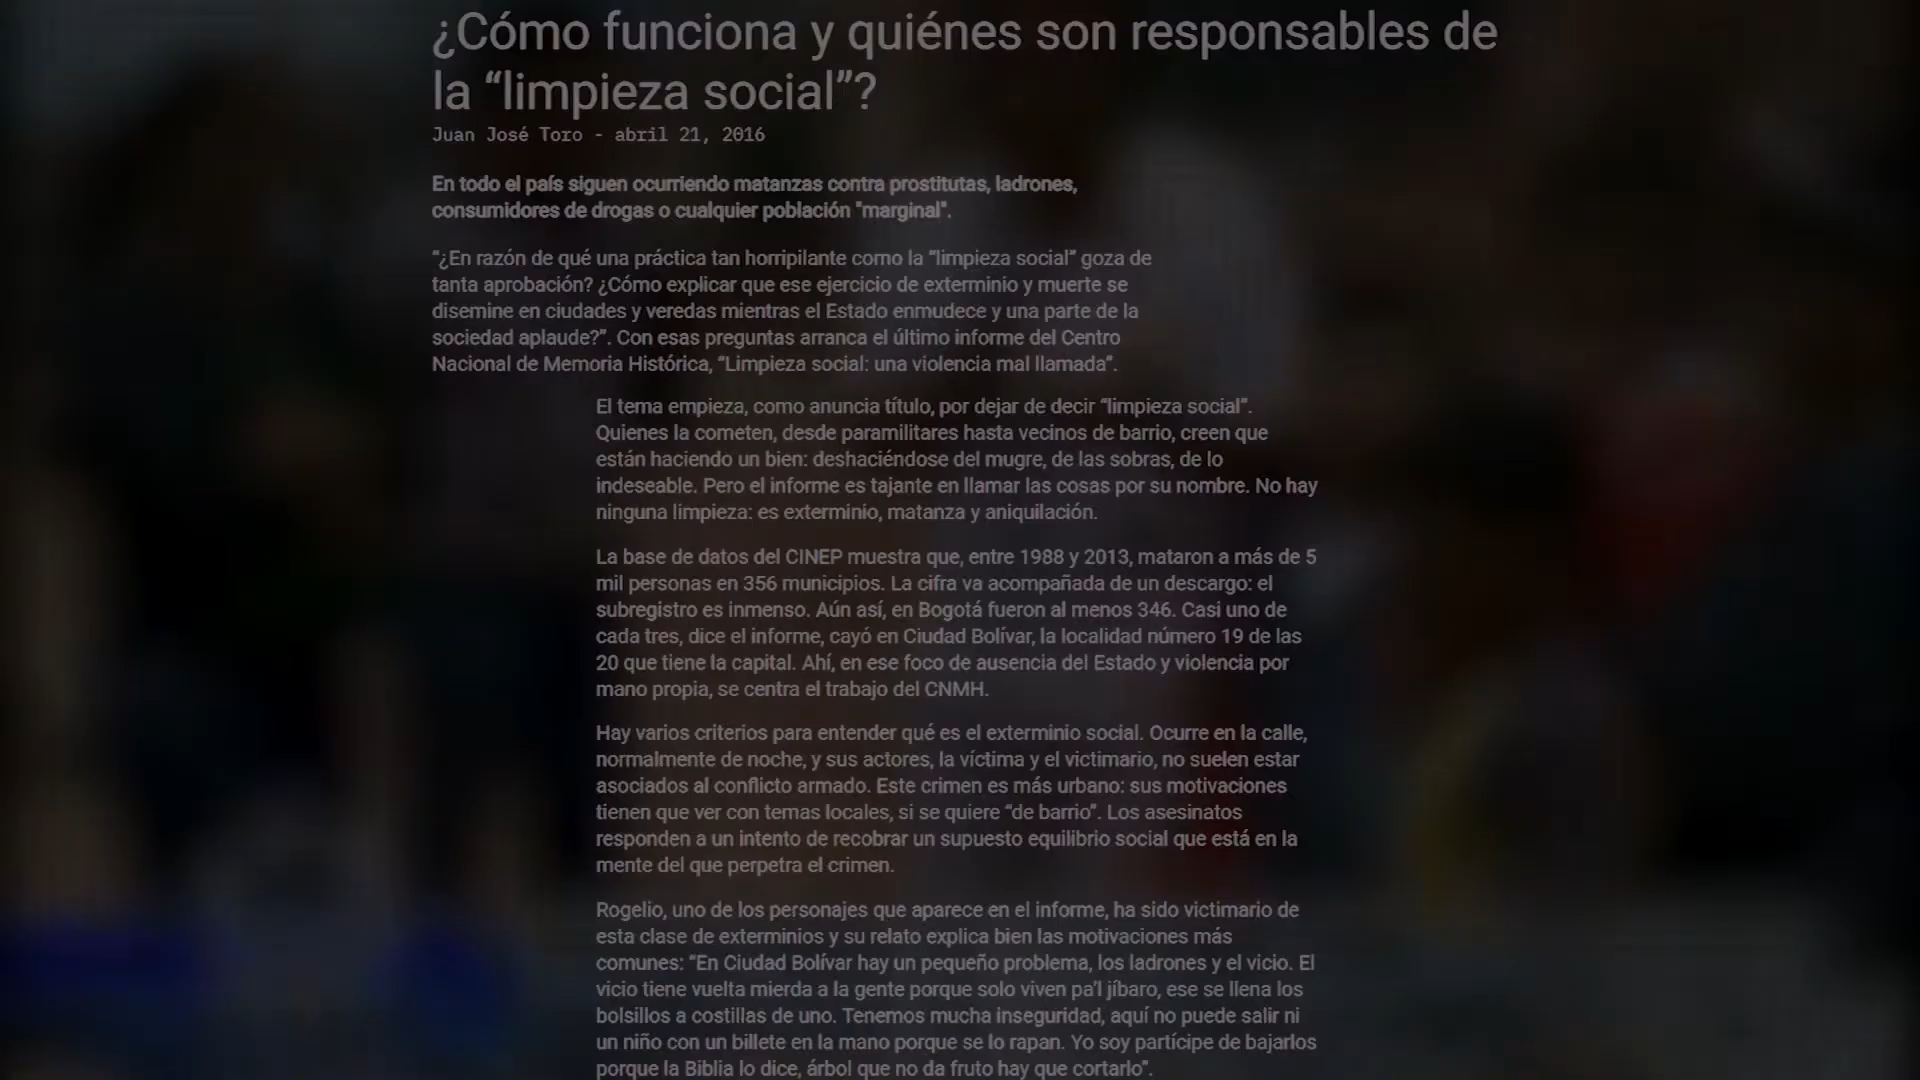 ¿Cómo funciona y quiénes son responsables de
la “limpieza social”?
Juan José Toro - abril 21, 2016
En todo el país siguen ocurriendo matanzas contra prostitutas, ladrones,
consumidores de drogas o cualquier población "marginal".
“¿En razón de qué una práctica tan horripilante como la “limpieza social” goza de
tanta aprobación? ¿Cómo explicar que ese ejercicio de exterminio y muerte se
disemine en ciudades y veredas mientras el Estado enmudece y una parte de la
sociedad aplaude?”. Con esas preguntas arranca el último informe del Centro
Nacional de Memoria Histórica, “Limpieza social: una violencia mal llamada”.
El tema empieza, como anuncia título, por dejar de decir “limpieza social”.
Quienes la cometen, desde paramilitares hasta vecinos de barrio, creen que
están haciendo un bien: deshaciéndose del mugre, de las sobras, de lo
indeseable. Pero el informe es tajante en llamar las cosas por su nombre. No hay
ninguna limpieza: es exterminio, matanza y aniquilación.
La base de datos del CINEP muestra que, entre 1988 y 2013, mataron a más de 5
mil personas en 356 municipios. La cifra va acompañada de un descargo: el
subregistro es inmenso. Aún así, en Bogotá fueron al menos 346. Casi uno de
cada tres, dice el informe, cayó en Ciudad Bolívar, la localidad número 19 de las
20 que tiene la capital. Ahí, en ese foco de ausencia del Estado y violencia por
mano propia, se centra el trabajo del CNMH.
Hay varios criterios para entender qué es el exterminio social. Ocurre en la calle,
normalmente de noche, y sus actores, la víctima y el victimario, no suelen estar
asociados al conflicto armado. Este crimen es más urbano: sus motivaciones
tienen que ver con temas locales, si se quiere “de barrio”. Los asesinatos
responden a un intento de recobrar un supuesto equilibrio social que está en la
mente del que perpetra el crimen.
Rogelio, uno de los personajes que aparece en el informe, ha sido victimario de
esta clase de exterminios y su relato explica bien las motivaciones más
comunes: “En Ciudad Bolívar hay un pequeño problema, los ladrones y el vicio. El
vicio tiene vuelta mierda a la gente porque solo viven pa’l jíbaro, ese se llena los
bolsillos a costillas de uno. Tenemos mucha inseguridad, aquí no puede salir ni
un niño con un billete en la mano porque se lo rapan. Yo soy partícipe de bajarlos
porque la Biblia lo dice, árbol que no da fruto hay que cortarlo”.